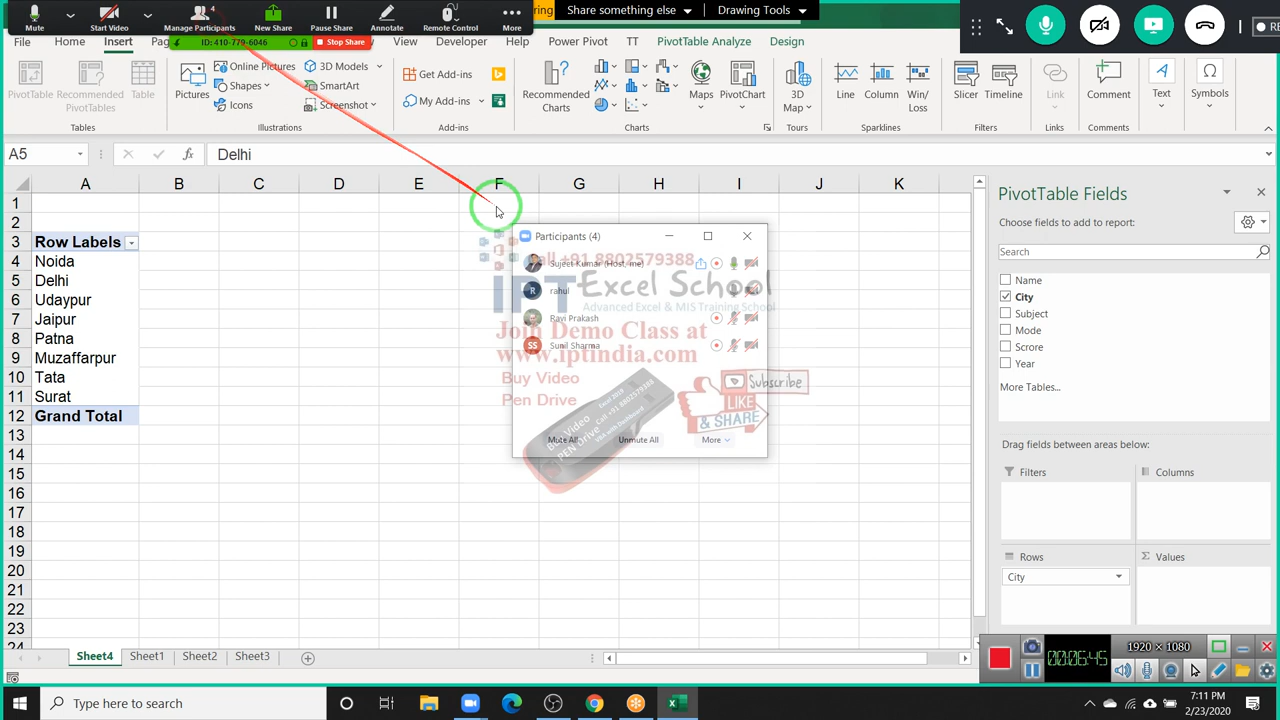 Mute
Start Video
4
Manage Participants
New Share
Pause Share
Annotate
Remote Control
More
Share something else
Drawing Tools
ID: 410-779-6046
Stop Share
File
Home
Insert
View
Developer
Help
Power Pivot
TT
PivotTable Analyze
Design
PivotTable
Recommended
PivotTables
Table
Tables
Pictures
Online Pictures
Shapes
Icons
3D Models
SmartArt
Screenshot
Illustrations
Get Add-ins
My Add-ins
Add-ins
Recommended
Charts
Maps
PivotChart
Charts
3D
Map
Tours
Line
Column
Win/
Loss
Sparklines
Slicer
Timeline
Filters
Link
Links
Comment
Comments
Text
Symbols
A5
fx
Delhi
A B C D E F G H I J K
1
2
3 Row Labels
4 Noida
5 Delhi
6 Udaypur
7 Jaipur
8 Patna
9 Muzaffarpur
10 Tata
11 Surat
12 Grand Total
13
14
15
16
17
18
19
20
21
22
23
24
Participants (4)
Sujeet Kumar (Host, me)
R rahul
Ravi Prakash
SS Sunil Sharma
Mute All
Unmute All
More
Call +91 8802579388
IPT Excel School
Advanced Excel & MIS Training School
Join Demo Class at
www.iptindia.com
Buy Video
Pen Drive
Subscribe
LIKE
& SHARE
PivotTable Fields
Choose fields to add to report:
Search
Name
City
Subject
Mode
Scrore
Year
More Tables...
Drag fields between areas below:
Filters
Columns
Rows
Values
City
Sheet4
Sheet1
Sheet2
Sheet3
1920 × 1080
00:06:45
Type here to search
7:11 PM
2/23/2020